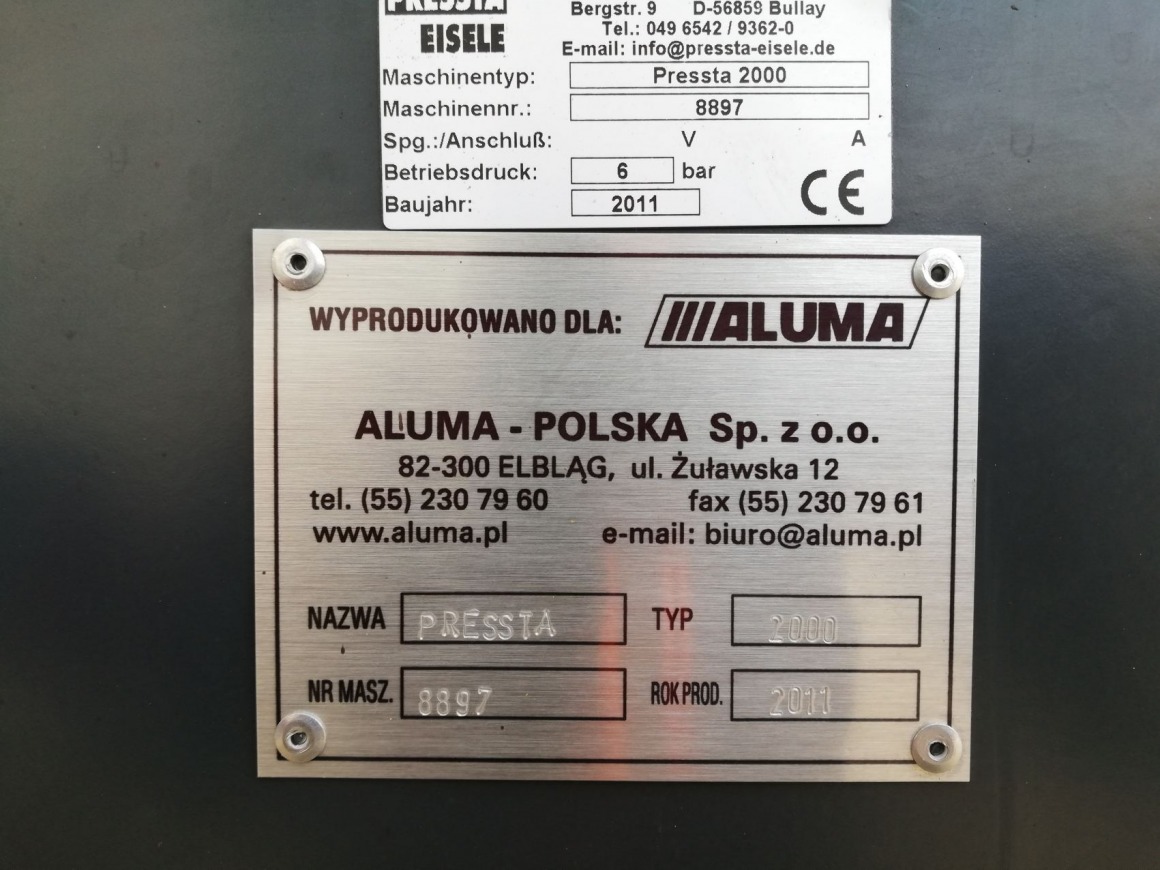 PRESSTA
EISELE
Bergstr. 9 D-56859 Bullay
Tel.: 049 6542 / 9362-0
E-mail: info@pressta-eisele.de
Maschinentyp: Pressta 2000
Maschinennr.: 8897
Spg.:/Anschluß: V A
Betriebsdruck: 6 bar
Baujahr: 2011
CE
WYPRODUKOWANO DLA: ALUMA
ALUMA - POLSKA Sp. z o.o.
82-300 ELBLĄG, ul. Żuławska 12
tel. (55) 230 79 60 fax (55) 230 79 61
www.aluma.pl e-mail: biuro@aluma.pl
NAZWA PRESSTA TYP 2000
NR MASZ. 8897 ROK PROD. 2011